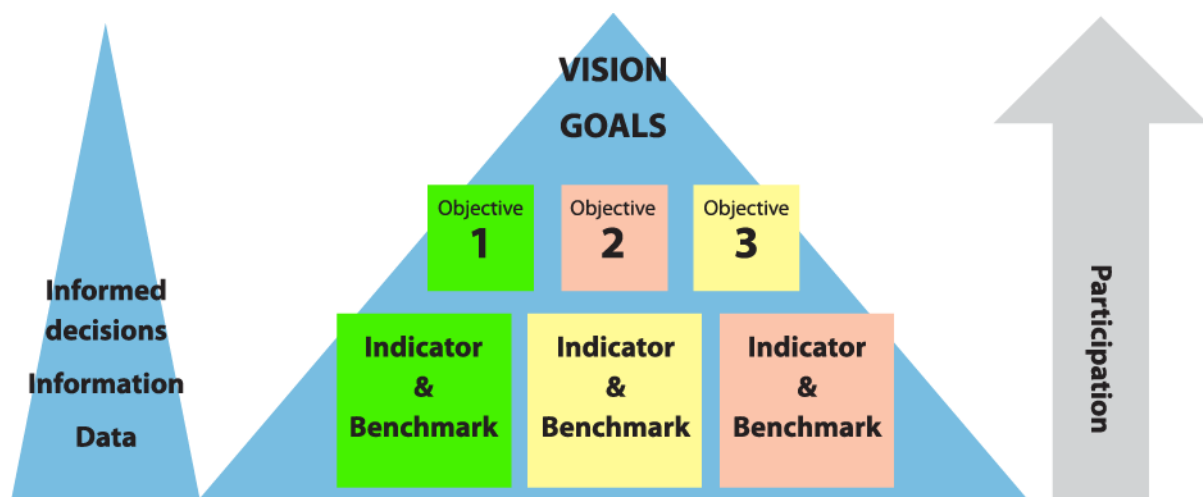 Informed
decisions
Information
Data
VISION
GOALS
Objective
1
Objective
2
Objective
3
Indicator
&
Benchmark
Indicator
&
Benchmark
Indicator
&
Benchmark
Participation